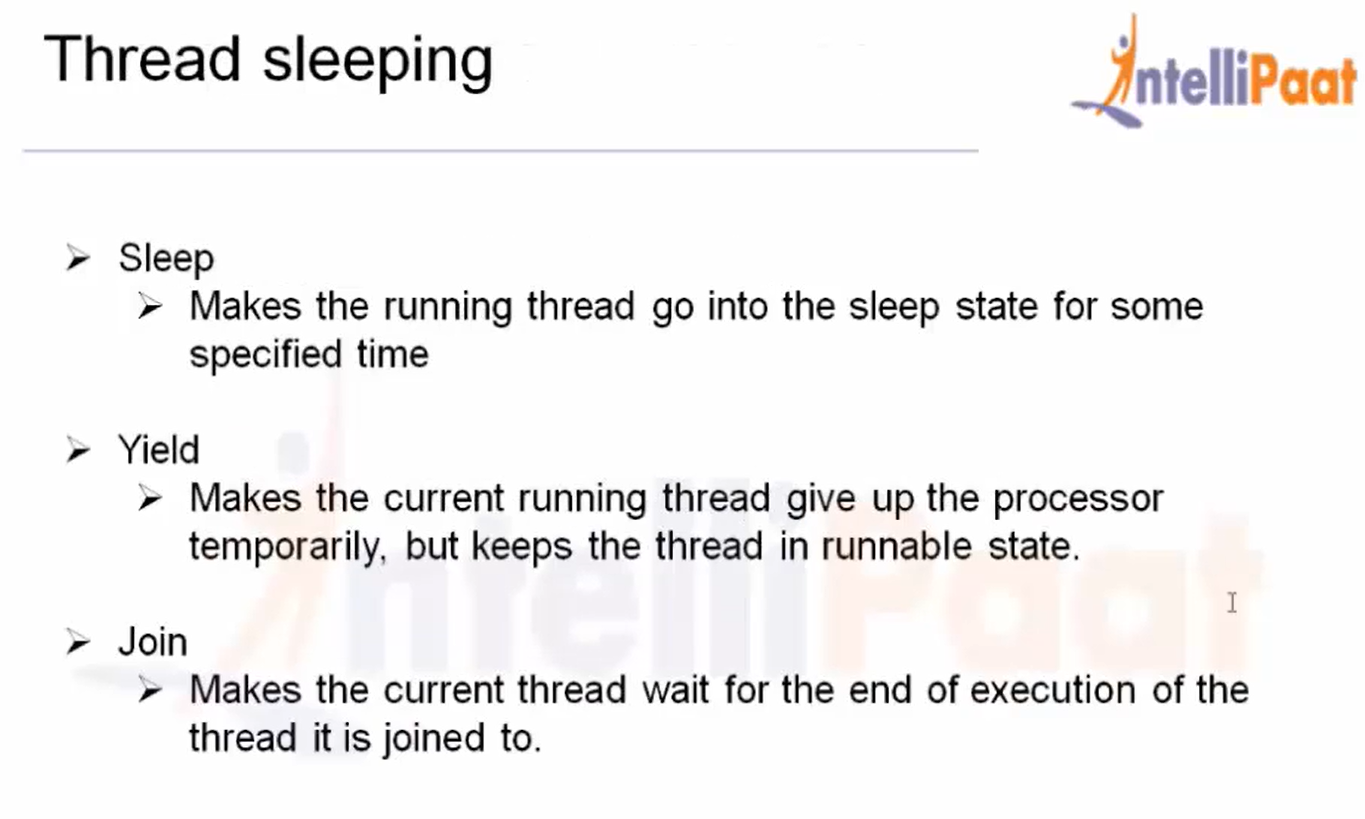 Thread sleeping
IntelliPaat
➢ Sleep
➢ Makes the running thread go into the sleep state for some
specified time
➢ Yield
➢ Makes the current running thread give up the processor
temporarily, but keeps the thread in runnable state.
➢ Join
➢ Makes the current thread wait for the end of execution of the
thread it is joined to.
IntelliPaat